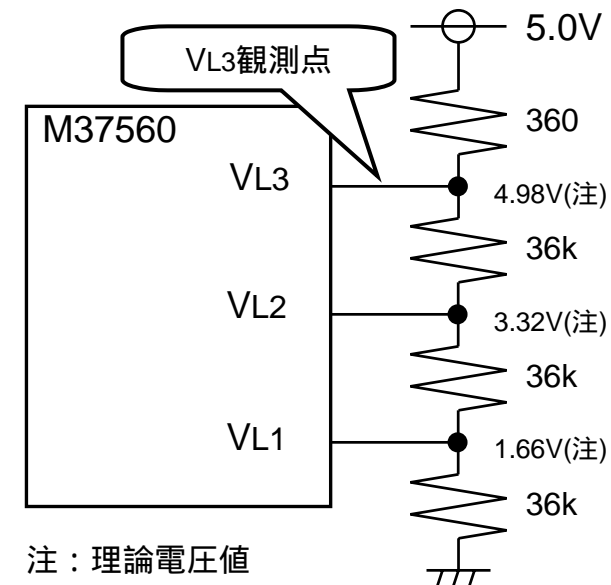 5.0V
VL3観測点
M37560
360
VL3
4.98V(注)
36k
VL2
3.32V(注)
36k
VL1
1.66V(注)
36k
注：理論電圧値